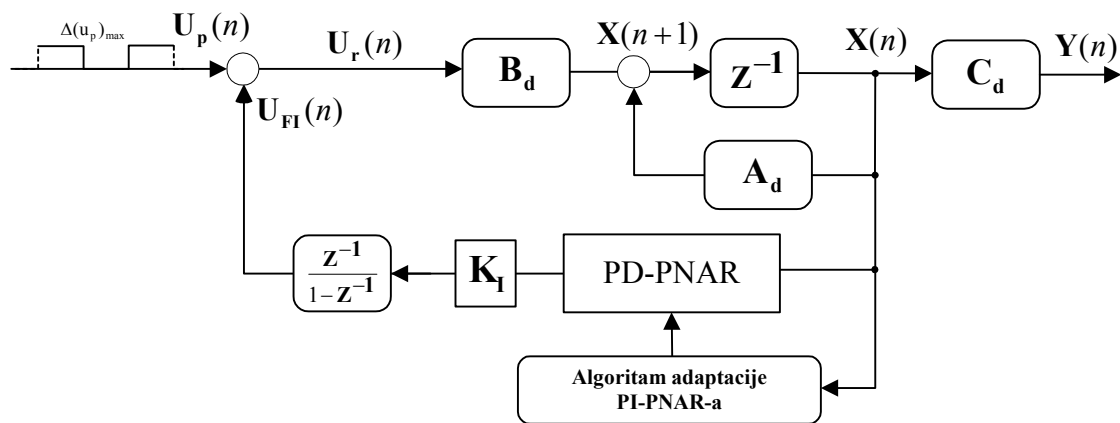 Δ(u_p)_max
U_p(n)
U_r(n)
B_d
X(n+1)
Z^-1
X(n)
C_d
Y(n)
U_FI(n)
A_d
Z^-1
1 − Z^-1
K_I
PD-PNAR
Algoritam adaptacije
PI-PNAR-a